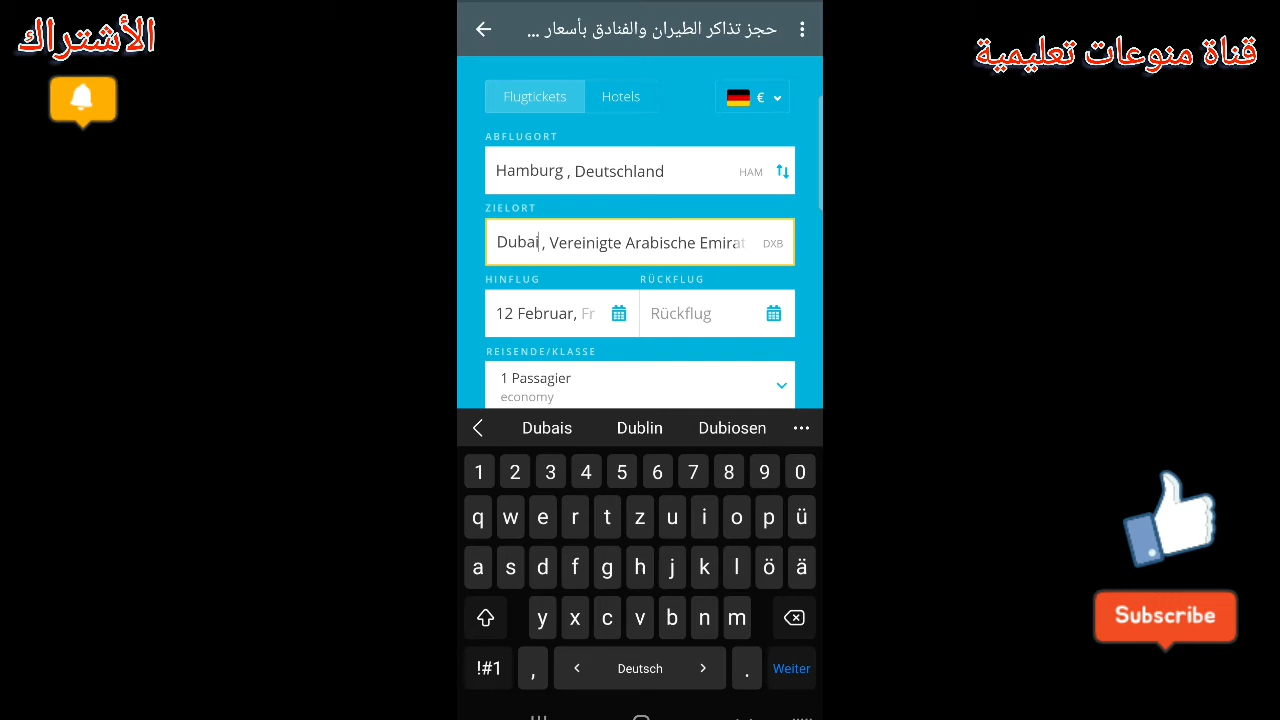 الأشتراك
قناة منوعات تعليمية
حجز تذاكر الطيران والفنادق بأسعار ...
Flugtickets Hotels €
ABFLUGORT
Hamburg , Deutschland HAM
ZIELORT
Dubai , Vereinigte Arabische Emirat DXB
HINFLUG RÜCKFLUG
12 Februar, Fr Rückflug
REISENDE/KLASSE
1 Passagier
economy
Dubais Dublin Dubiosen
1 2 3 4 5 6 7 8 9 0
q w e r t z u i o p ü
a s d f g h j k l ö ä
y x c v b n m
!#1 , < Deutsch > . Weiter
Subscribe